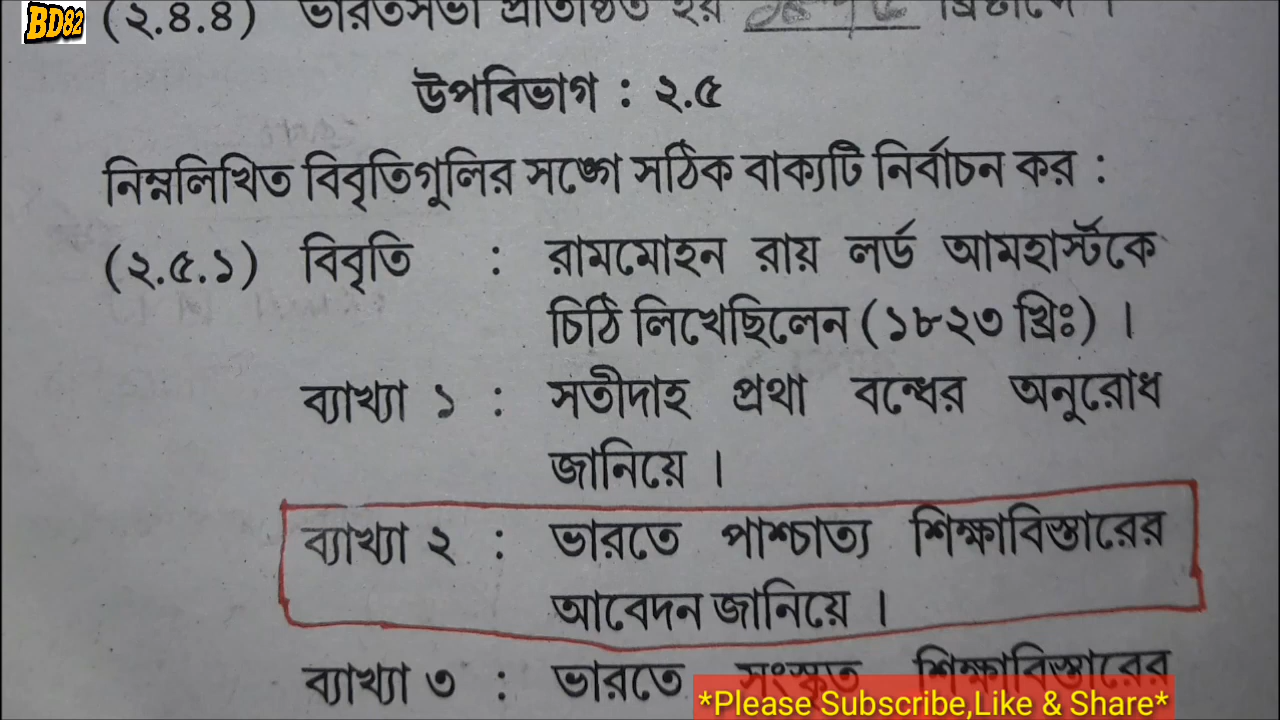 BD82
(২.৪.৪) ভারতসভা প্রতিষ্ঠিত হয় খ্রিস্টাব্দে ।
উপবিভাগ : ২.৫
নিম্নলিখিত বিবৃতিগুলির সঙ্গে সঠিক বাক্যটি নির্বাচন কর :
(২.৫.১) বিবৃতি : রামমোহন রায় লর্ড আমহার্স্টকে
চিঠি লিখেছিলেন (১৮২৩ খ্রিঃ) ।
ব্যাখ্যা ১ : সতীদাহ প্রথা বন্ধের অনুরোধ
জানিয়ে ।
ব্যাখ্যা ২ : ভারতে পাশ্চাত্য শিক্ষাবিস্তারের
আবেদন জানিয়ে ।
ব্যাখ্যা ৩ : ভারতে সংস্কৃত শিক্ষাবিস্তারের
*Please Subscribe,Like & Share*